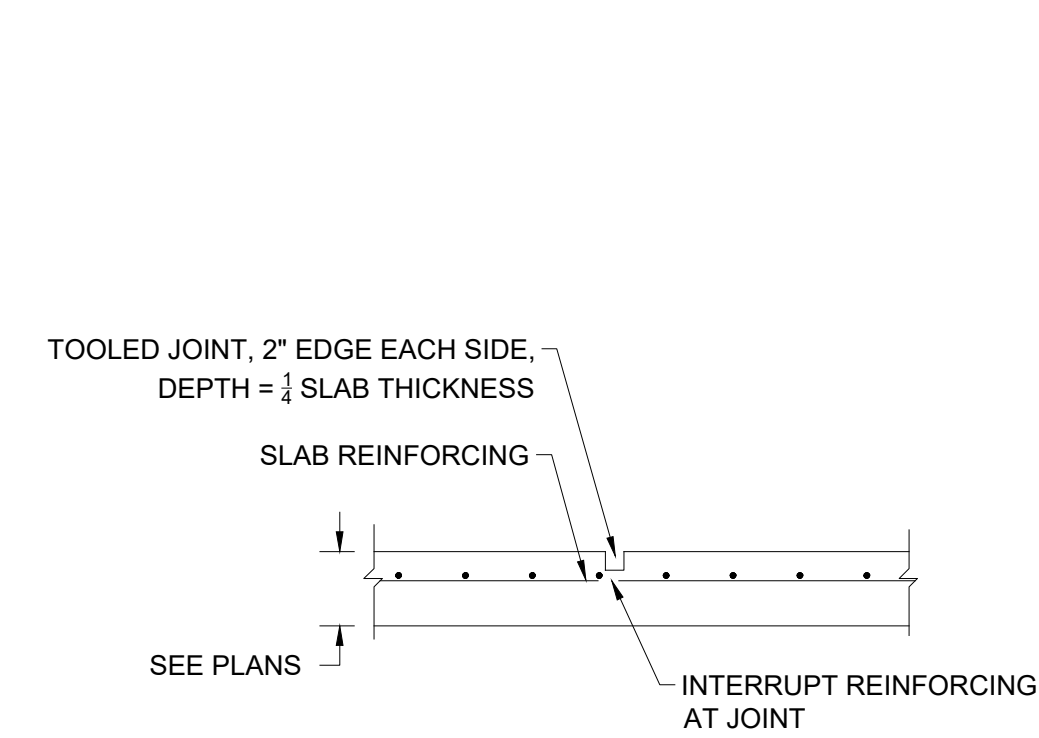 TOOLED JOINT, 2" EDGE EACH SIDE,
DEPTH = 1/4 SLAB THICKNESS
SLAB REINFORCING
SEE PLANS
INTERRUPT REINFORCING
AT JOINT